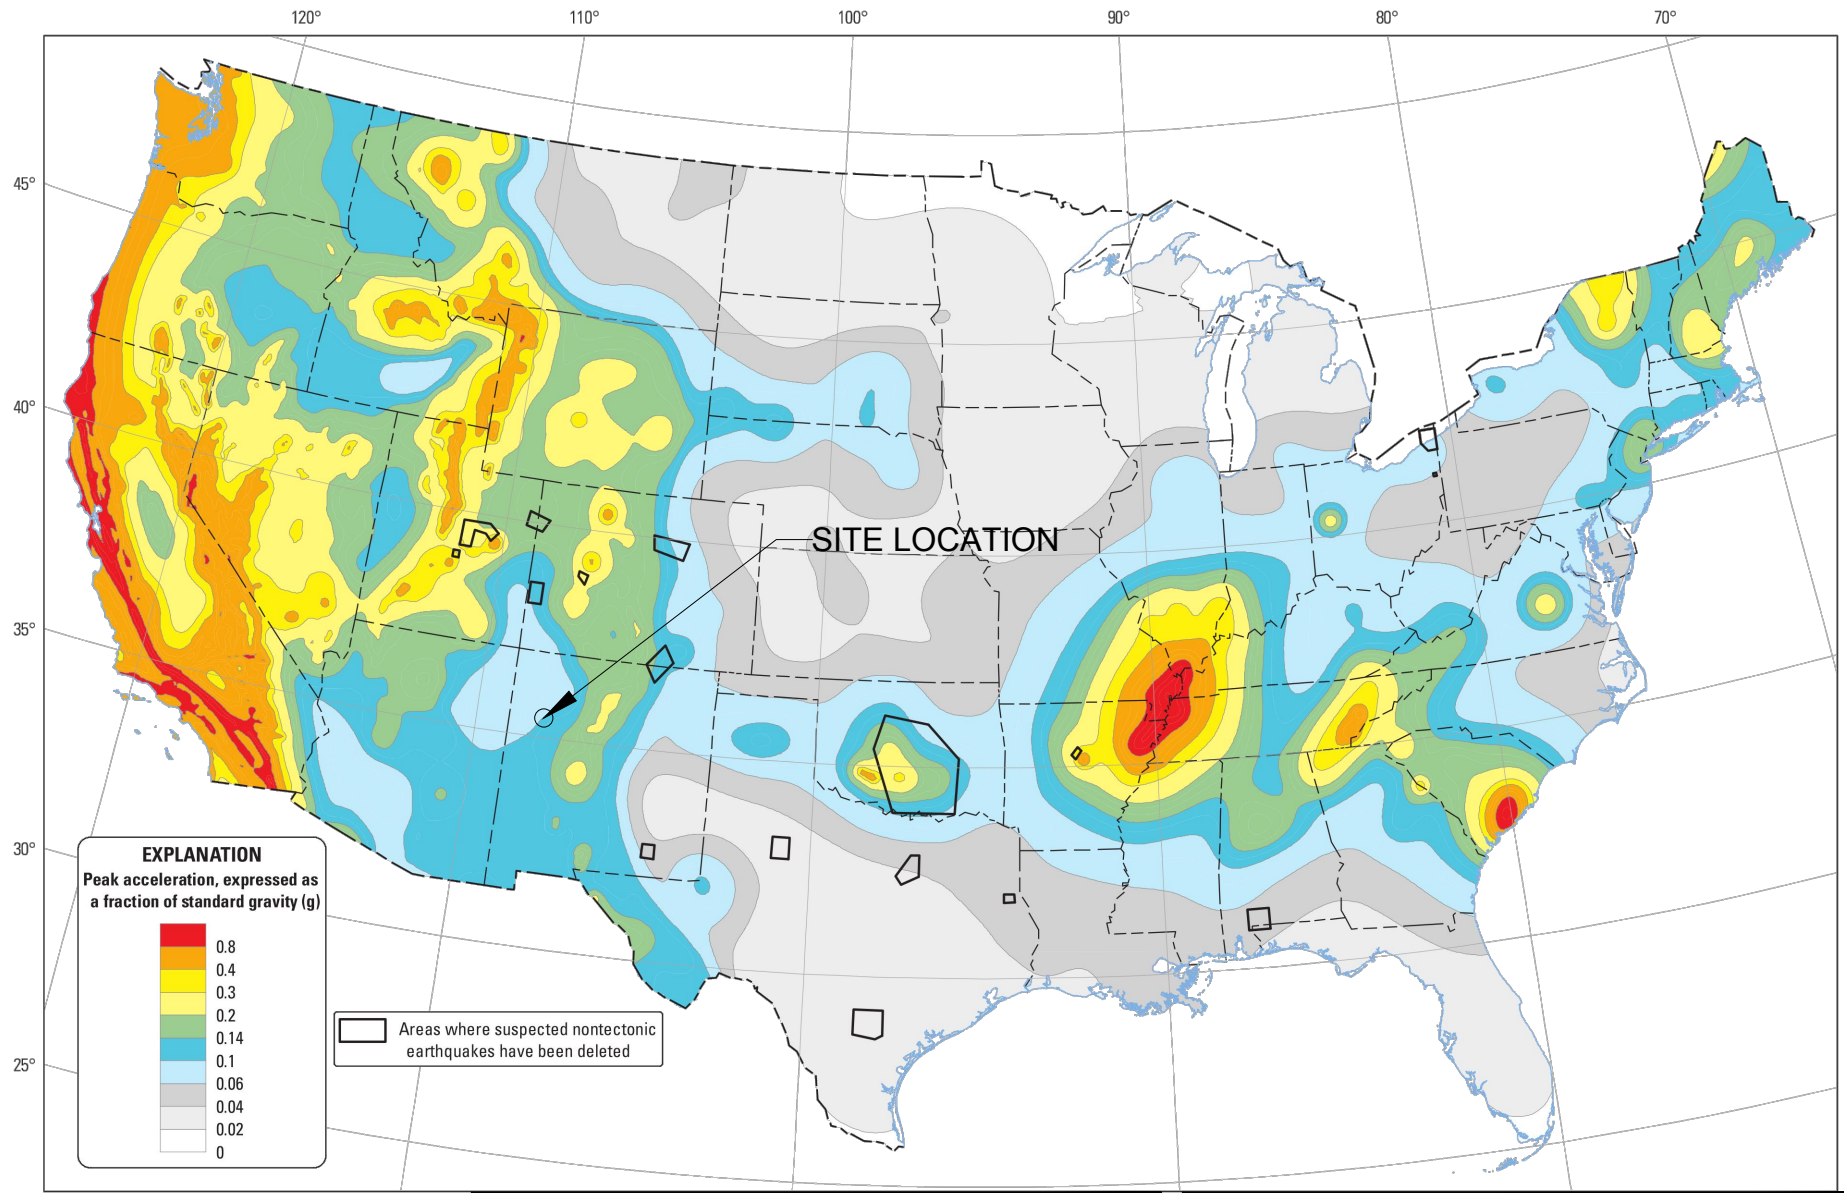 120° 110° 100° 90° 80° 70°
45°
40°
35°
30°
25°
SITE LOCATION
EXPLANATION
Peak acceleration, expressed as
a fraction of standard gravity (g)
0.8
0.4
0.3
0.2
0.14
0.1
0.06
0.04
0.02
0
Areas where suspected nontectonic
earthquakes have been deleted